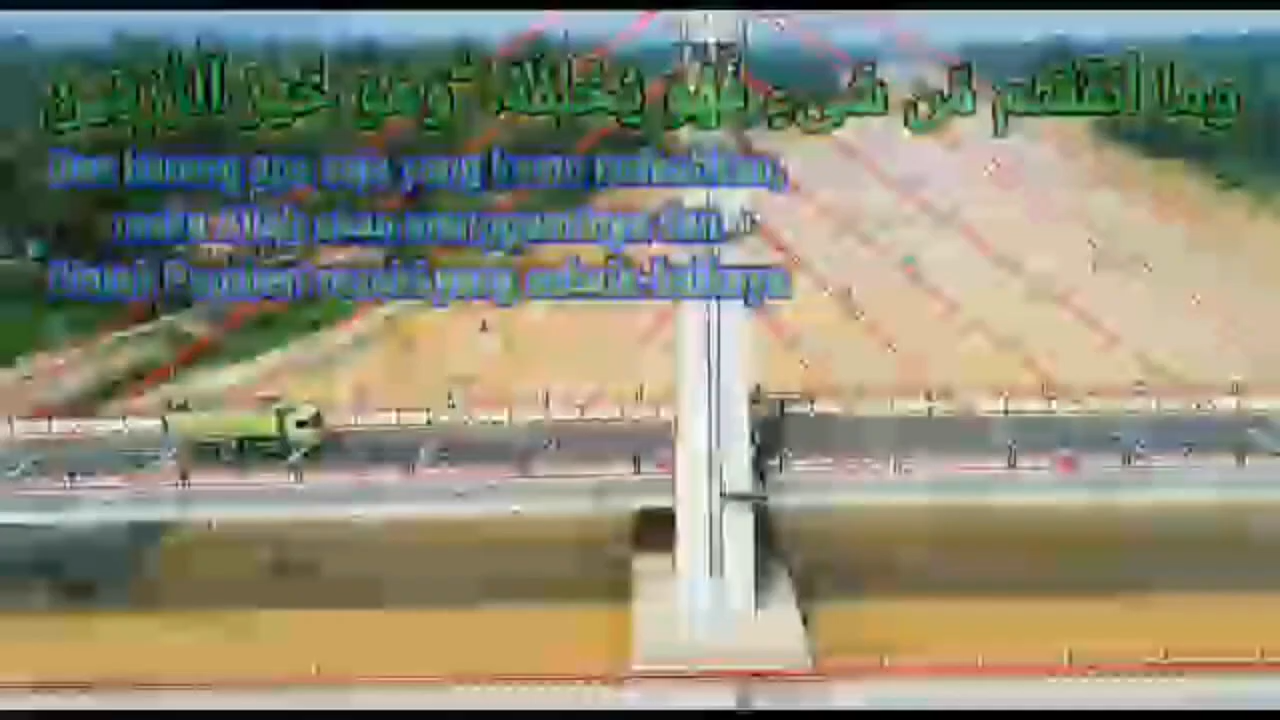 وما أنفقتم من شيء فهو يخلفه وهو خير الرازقين
Dan barang apa saja yang kamu nafkahkan,
maka Allah akan menggantinya dan
Dialah Pemberi rezeki yang sebaik-baiknya.